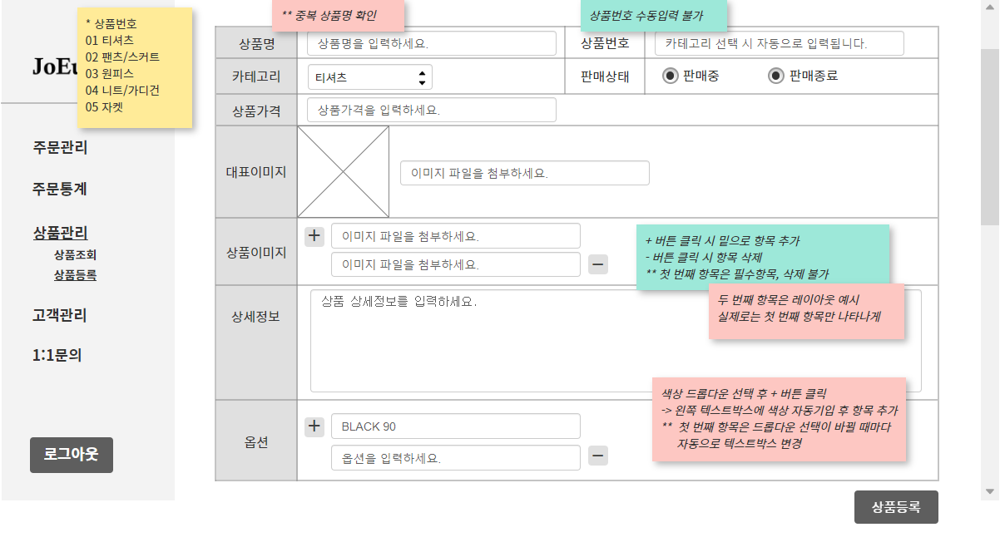 * 상품번호
01 티셔츠
02 팬츠/스커트
03 원피스
04 니트/가디건
05 자켓
JoEu
주문관리
주문통계
상품관리
상품조회
상품등록
고객관리
1:1문의
로그아웃
** 중복 상품명 확인
상품번호 수동입력 불가
상품명
상품명을 입력하세요.
상품번호
카테고리 선택 시 자동으로 입력됩니다.
카테고리
티셔츠
판매상태
판매중
판매종료
상품가격
상품가격을 입력하세요.
대표이미지
이미지 파일을 첨부하세요.
상품이미지
+
이미지 파일을 첨부하세요.
이미지 파일을 첨부하세요.
−
+ 버튼 클릭 시 밑으로 항목 추가
- 버튼 클릭 시 항목 삭제
** 첫 번째 항목은 필수항목, 삭제 불가
두 번째 항목은 레이아웃 예시
실제로는 첫 번째 항목만 나타나게
상세정보
상품 상세정보를 입력하세요.
색상 드롭다운 선택 후 + 버튼 클릭
-> 왼쪽 텍스트박스에 색상 자동기입 후 항목 추가
** 첫 번째 항목은 드롭다운 선택이 바뀔 때마다
자동으로 텍스트박스 변경
옵션
+
BLACK 90
옵션을 입력하세요.
−
상품등록